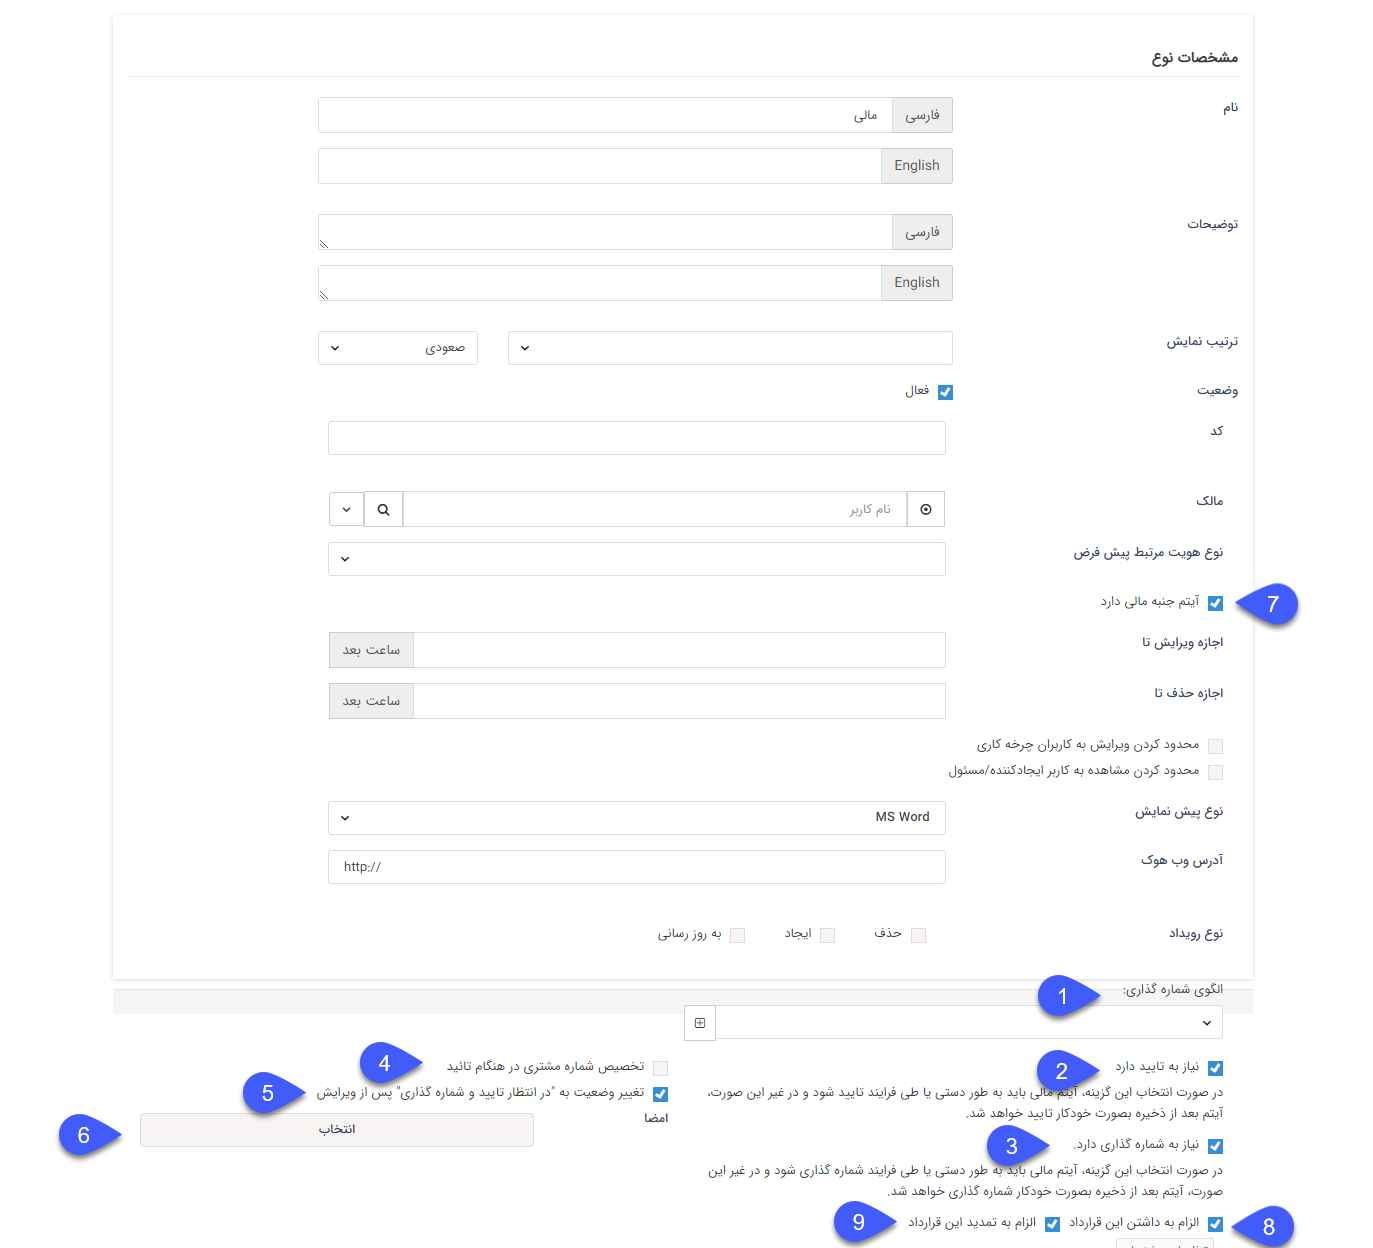 مشخصات نوع
نام
فارسی
مالی
English
توضیحات
فارسی
English
ترتیب نمایش
صعودی
وضعیت
فعال
کد
مالک
نام کاربر
نوع هویت مرتبط پیش فرض
آیتم جنبه مالی دارد
7
اجازه ویرایش تا
ساعت بعد
اجازه حذف تا
ساعت بعد
محدود کردن ویرایش به کاربران چرخه کاری
محدود کردن مشاهده به کاربر ایجادکننده/مسئول
نوع پیش نمایش
MS Word
آدرس وب هوک
http://
نوع رویداد
حذف
ایجاد
به روز رسانی
الگوی شماره گذاری:
1
نیاز به تایید دارد
2
در صورت انتخاب این گزینه، آیتم مالی باید به طور دستی یا طی فرایند تایید شود و در غیر این صورت،
آیتم بعد از ذخیره بصورت خودکار تایید خواهد شد.
نیاز به شماره گذاری دارد.
3
در صورت انتخاب این گزینه، آیتم مالی باید به طور دستی یا طی فرایند شماره گذاری شود و در غیر این
صورت، آیتم بعد از ذخیره بصورت خودکار شماره گذاری خواهد شد.
8
الزام به داشتن این قرارداد
الزام به تمدید این قرارداد
9
تخصیص شماره مشتری در هنگام تائید
4
تغییر وضعیت به "در انتظار تایید و شماره گذاری" پس از ویرایش
5
امضا
انتخاب
6